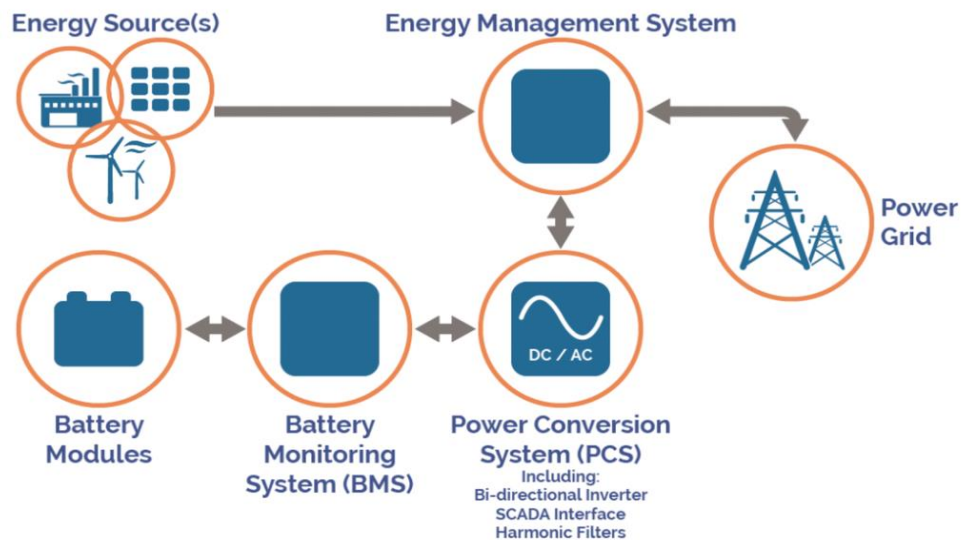 Energy Source(s)
Energy Management System
Power
Grid
DC / AC
Battery
Modules
Battery
Monitoring
System (BMS)
Power Conversion
System (PCS)
Including:
Bi-directional Inverter
SCADA Interface
Harmonic Filters